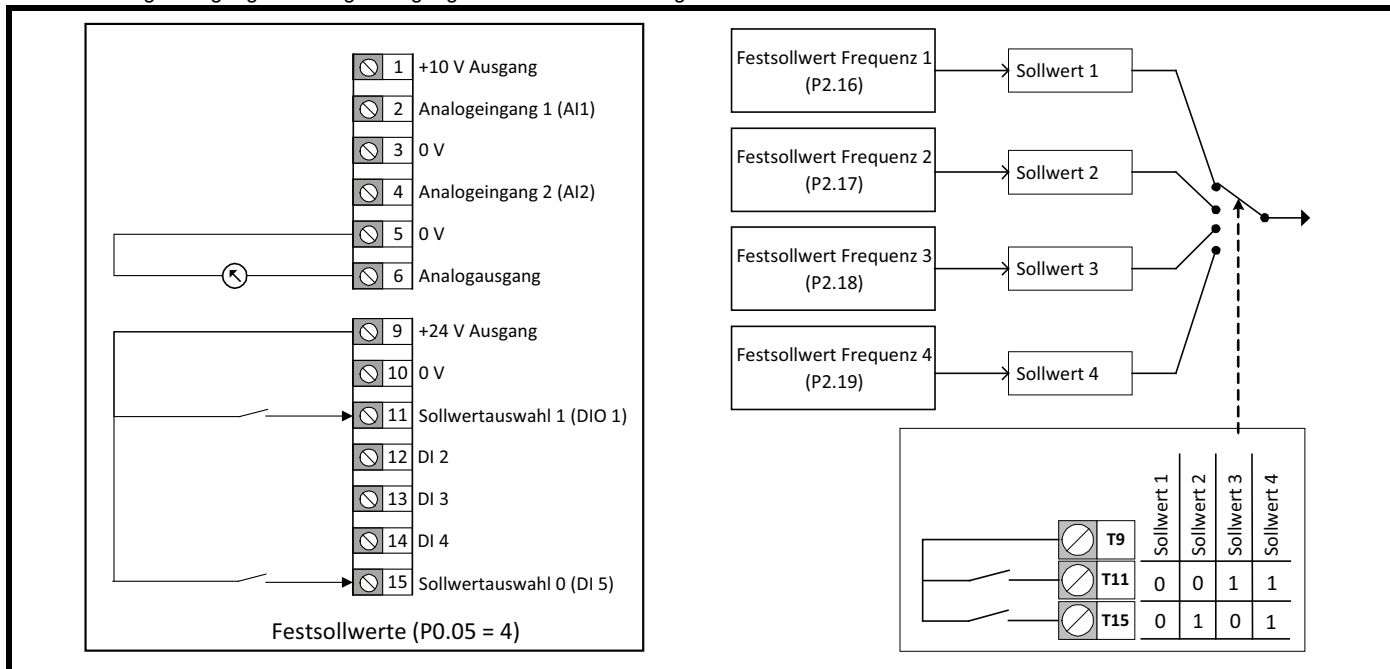 1 +10 V Ausgang
2 Analogeingang 1 (AI1)
3 0 V
4 Analogeingang 2 (AI2)
5 0 V
6 Analogausgang
9 +24 V Ausgang
10 0 V
11 Sollwertauswahl 1 (DIO 1)
12 DI 2
13 DI 3
14 DI 4
15 Sollwertauswahl 0 (DI 5)
Festsollwerte (P0.05 = 4)
Festsollwert Frequenz 1
(P2.16)
Sollwert 1
Festsollwert Frequenz 2
(P2.17)
Sollwert 2
Festsollwert Frequenz 3
(P2.18)
Sollwert 3
Festsollwert Frequenz 4
(P2.19)
Sollwert 4
Sollwert 1
Sollwert 2
Sollwert 3
Sollwert 4
T9
T11 0 0 1 1
T15 0 1 0 1